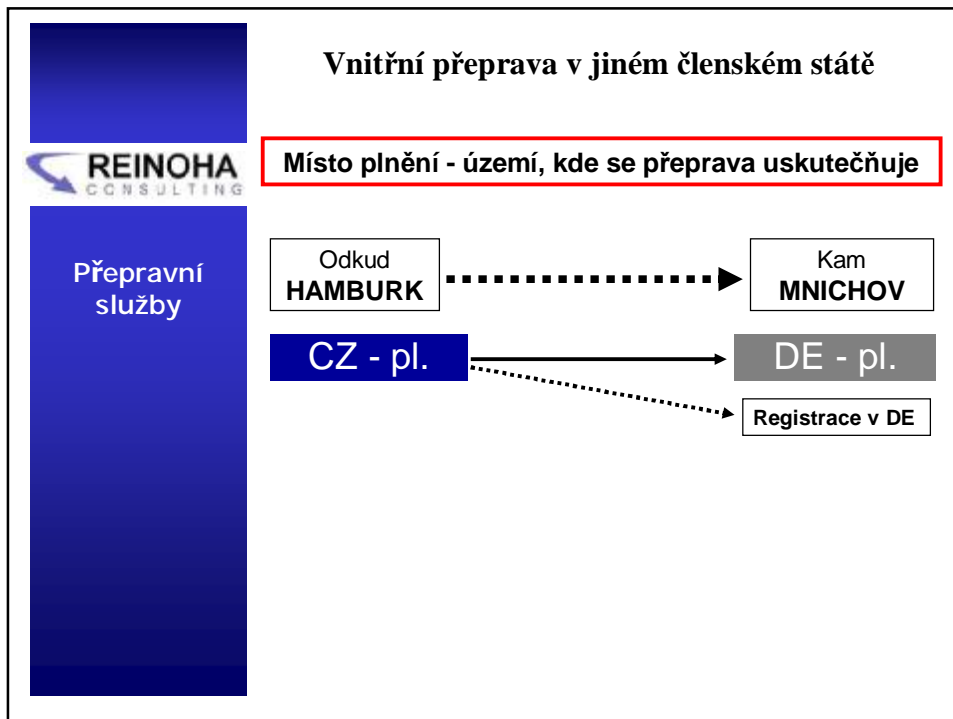 Vnitřní přeprava v jiném členském státě
REINOHA
CONSULTING
Místo plnění - území, kde se přeprava uskutečňuje
Přepravní
služby
Odkud
HAMBURK
Kam
MNICHOV
CZ - pl.
DE - pl.
Registrace v DE